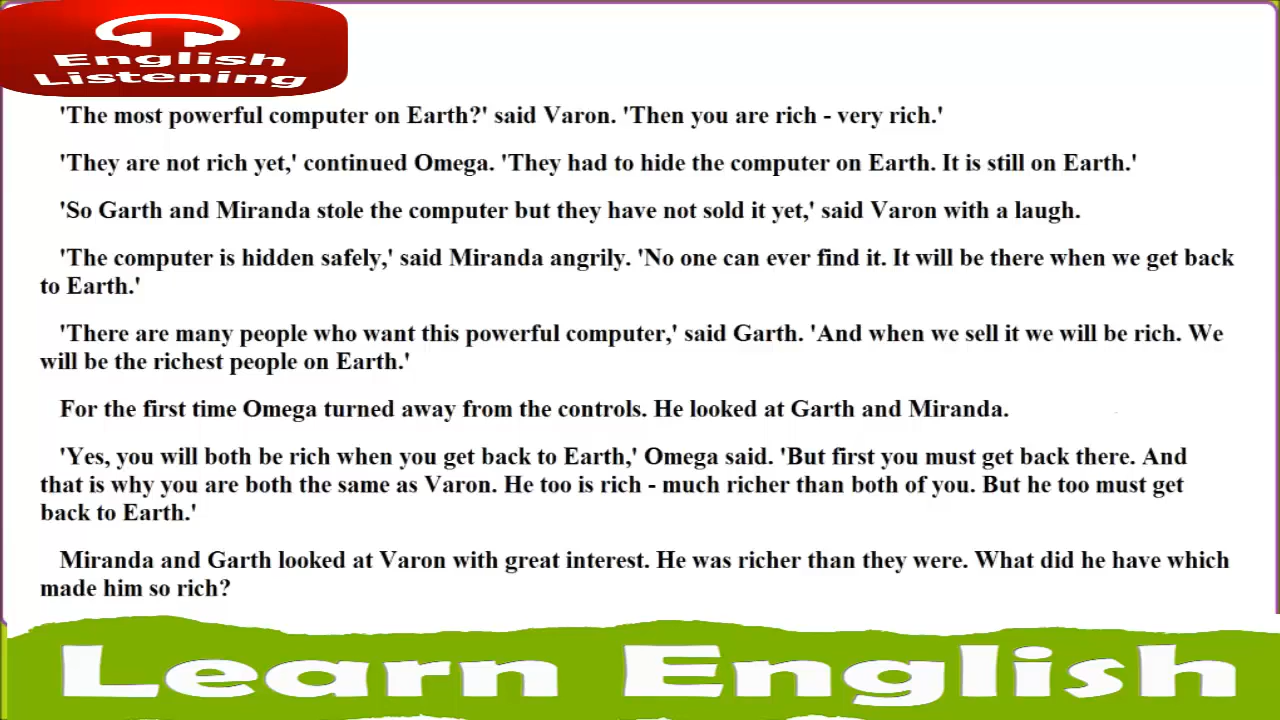 English
Listening
'The most powerful computer on Earth?' said Varon. 'Then you are rich - very rich.'
'They are not rich yet,' continued Omega. 'They had to hide the computer on Earth. It is still on Earth.'
'So Garth and Miranda stole the computer but they have not sold it yet,' said Varon with a laugh.
'The computer is hidden safely,' said Miranda angrily. 'No one can ever find it. It will be there when we get back
to Earth.'
'There are many people who want this powerful computer,' said Garth. 'And when we sell it we will be rich. We
will be the richest people on Earth.'
For the first time Omega turned away from the controls. He looked at Garth and Miranda.
'Yes, you will both be rich when you get back to Earth,' Omega said. 'But first you must get back there. And
that is why you are both the same as Varon. He too is rich - much richer than both of you. But he too must get
back to Earth.'
Miranda and Garth looked at Varon with great interest. He was richer than they were. What did he have which
made him so rich?
Learn English